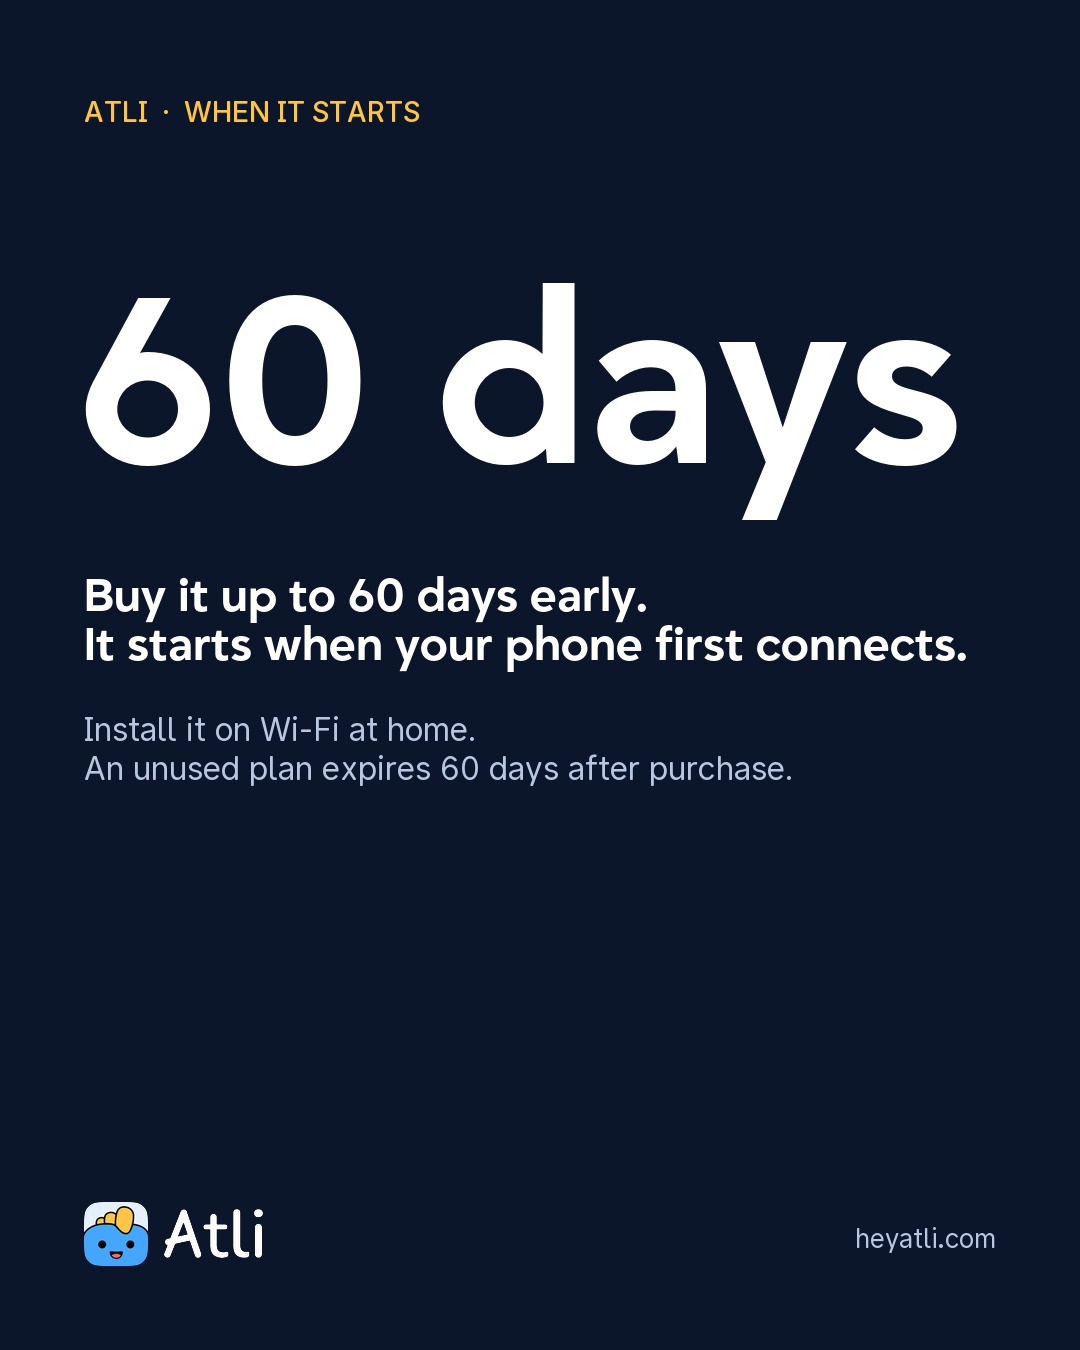 ATLI · WHEN IT STARTS
60 days
Buy it up to 60 days early.
It starts when your phone first connects.
Install it on Wi-Fi at home.
An unused plan expires 60 days after purchase.
Atli
heyatli.com